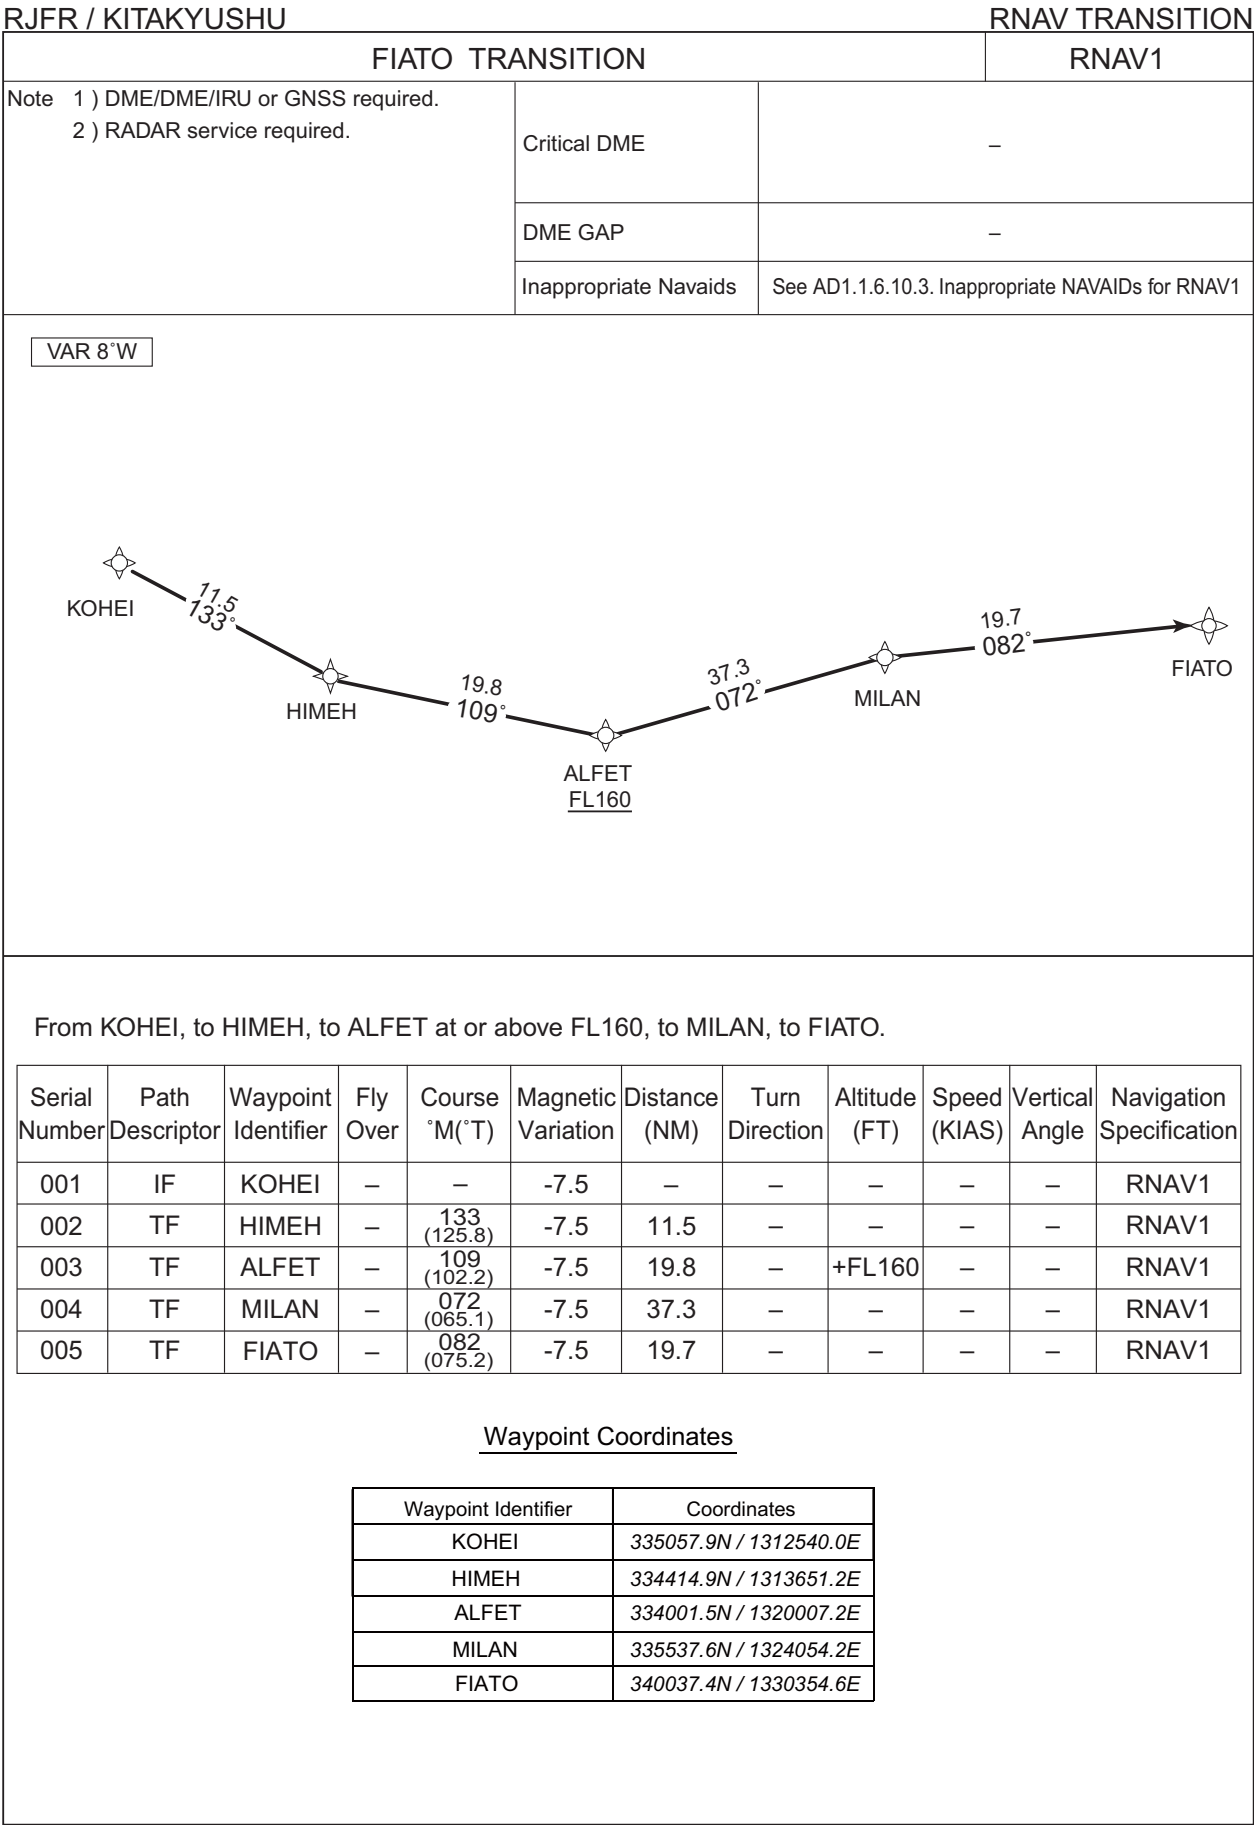 RJFR / KITAKYUSHU RNAV TRANSITION
FIATO TRANSITION RNAV1
Note 1 ) DME/DME/IRU or GNSS required.
2 ) RADAR service required.
Critical DME –
DME GAP –
Inappropriate Navaids See AD1.1.6.10.3. Inappropriate NAVAIDs for RNAV1
VAR 8˚W
KOHEI
11.5
133˚
HIMEH
19.8
109˚
ALFET
FL160
37.3
072˚
MILAN
19.7
082˚
FIATO
From KOHEI, to HIMEH, to ALFET at or above FL160, to MILAN, to FIATO.
Serial Path Waypoint Fly Course Magnetic Distance Turn Altitude Speed Vertical Navigation
Number Descriptor Identifier Over ˚M(˚T) Variation (NM) Direction (FT) (KIAS) Angle Specification
001 IF KOHEI – – -7.5 – – – – – RNAV1
002 TF HIMEH – 133 (125.8) -7.5 11.5 – – – – RNAV1
003 TF ALFET – 109 (102.2) -7.5 19.8 – +FL160 – – RNAV1
004 TF MILAN – 072 (065.1) -7.5 37.3 – – – – RNAV1
005 TF FIATO – 082 (075.2) -7.5 19.7 – – – – RNAV1
Waypoint Coordinates
Waypoint Identifier Coordinates
KOHEI 335057.9N / 1312540.0E
HIMEH 334414.9N / 1313651.2E
ALFET 334001.5N / 1320007.2E
MILAN 335537.6N / 1324054.2E
FIATO 340037.4N / 1330354.6E